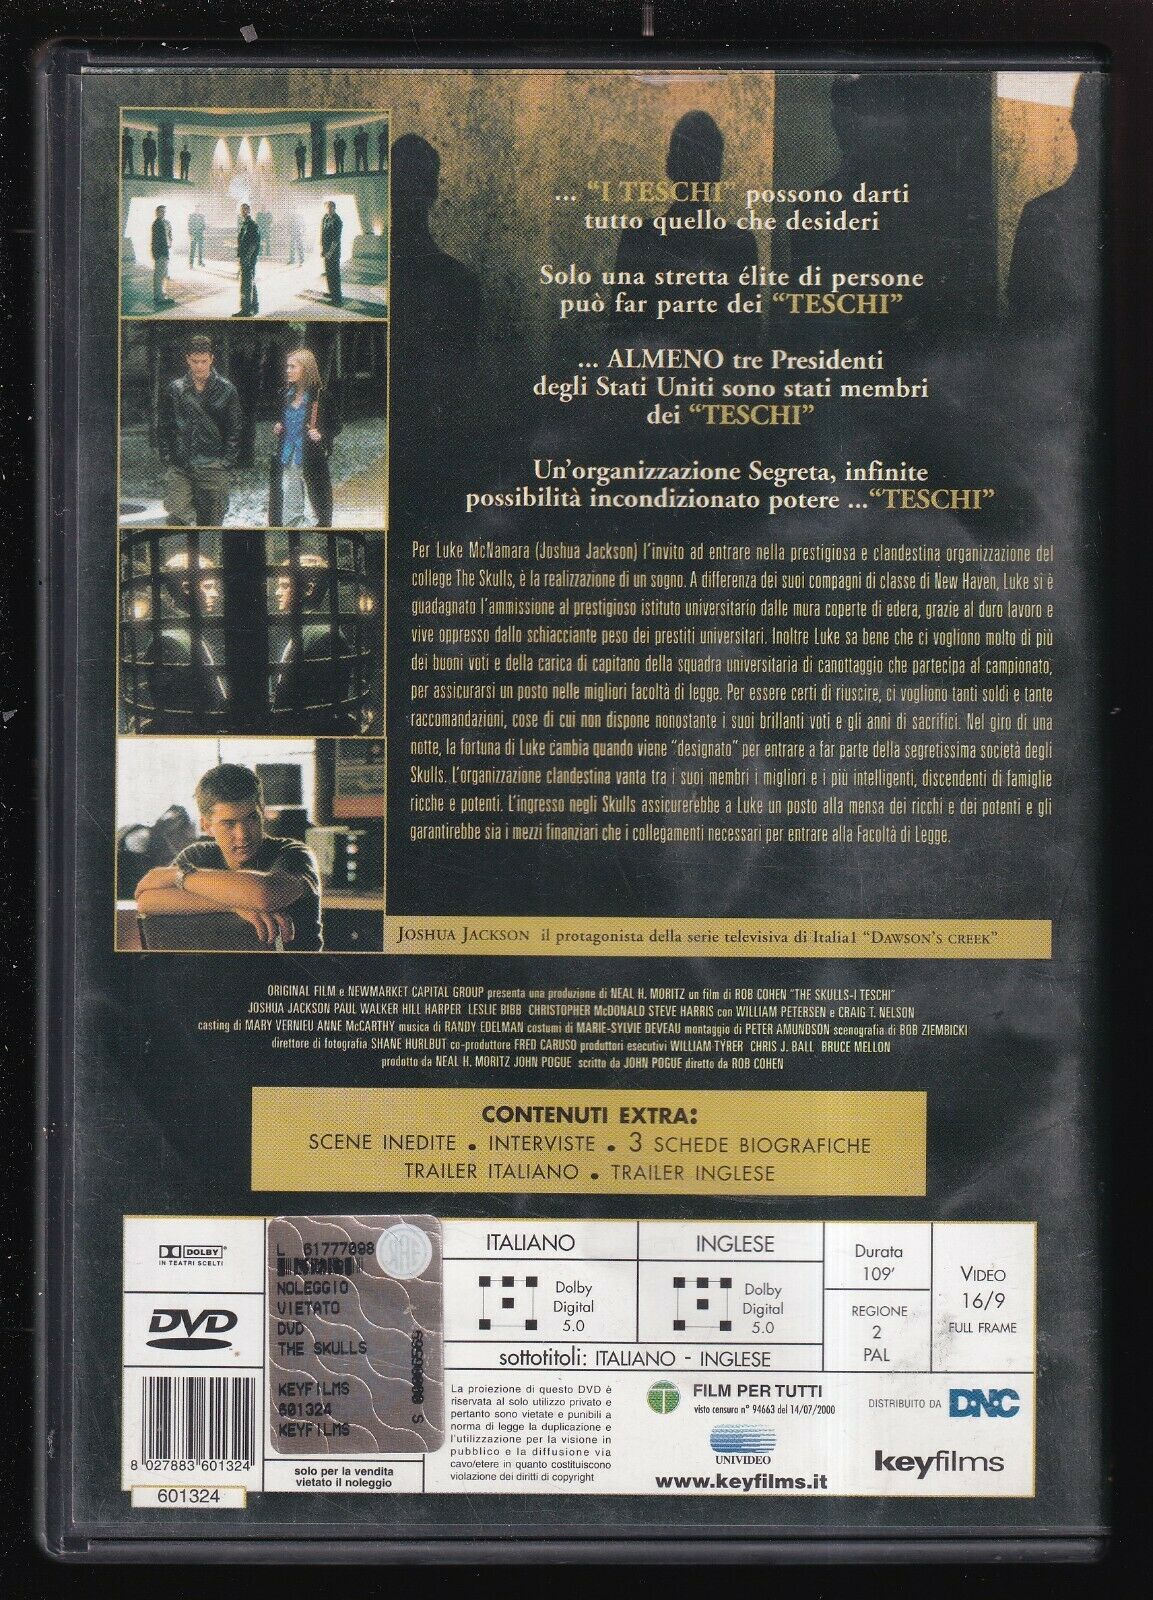 ... “I TESCHI” possono darti
tutto quello che desideri
Solo una stretta élite di persone
può far parte dei “TESCHI”
... ALMENO tre Presidenti
degli Stati Uniti sono stati membri
dei “TESCHI”
Un’organizzazione Segreta, infinite
possibilità incondizionato potere ...“TESCHI”
Per Luke McNamara (Joshua Jackson) l’invito ad entrare nella prestigiosa e clandestina organizzazione del
college The Skulls, è la realizzazione di un sogno. A differenza dei suoi compagni di classe di New Haven, Luke si è
guadagnato l’ammissione al prestigioso istituto universitario dalle mura coperte di edera, grazie al duro lavoro e
vive oppresso dallo schiacciante peso dei prestiti universitari. Inoltre Luke sa bene che ci vogliono molto di più
dei buoni voti e della carica di capitano della squadra universitaria di canottaggio che partecipa al campionato,
per assicurarsi un posto nelle migliori facoltà di legge. Per essere certi di riuscire, ci vogliono tanti soldi e tante
raccomandazioni, cose di cui non dispone nonostante i suoi brillanti voti e gli anni di sacrifici. Nel giro di una
notte, la fortuna di Luke cambia quando viene “designato” per entrare a far parte della segretissima società degli
Skulls. L’organizzazione clandestina vanta tra i suoi membri i migliori e i più intelligenti, discendenti di famiglie
ricche e potenti. L’ingresso negli Skulls assicurerebbe a Luke un posto alla mensa dei ricchi e dei potenti e gli
garantirebbe sia i mezzi finanziari che i collegamenti necessari per entrare alla Facoltà di Legge.
JOSHUA JACKSON il protagonista della serie televisiva di Italia1 “DAWSON’S CREEK”
ORIGINAL FILM e NEWMARKET CAPITAL GROUP presenta una produzione di NEAL H. MORITZ un film di ROB COHEN “THE SKULLS-I TESCHI”
JOSHUA JACKSON PAUL WALKER HILL HARPER LESLIE BIBB CHRISTOPHER McDONALD STEVE HARRIS con WILLIAM PETERSEN e CRAIG T. NELSON
casting di MARY VERNIEU ANNE McCARTHY musica di RANDY EDELMAN costumi di MARIE-SYLVIE DEVEAU montaggio di PETER AMUNDSON scenografia di BOB ZIEMBICKI
direttore di fotografia SHANE HURLBUT co-produttore FRED CARUSO produttori esecutivi WILLIAM TYRER CHRIS J. BALL BRUCE MELLON
prodotto da NEAL H. MORITZ JOHN POGUE scritto da JOHN POGUE diretto da ROB COHEN
CONTENUTI EXTRA:
SCENE INEDITE • INTERVISTE • 3 SCHEDE BIOGRAFICHE
TRAILER ITALIANO • TRAILER INGLESE
DOLBY
IN TEATRI SCELTI
DVD
L 61777098
NOLEGGIO
VIETATO
DVD
THE SKULLS
KEYFILMS
601324
KEYFILMS
8 027883 601324
601324
solo per la vendita
vietato il noleggio
ITALIANO
Dolby
Digital
5.0
INGLESE
Dolby
Digital
5.0
sottotitoli: ITALIANO - INGLESE
Durata
109’
REGIONE
2
PAL
VIDEO
16/9
FULL FRAME
La proiezione di questo DVD è
riservata al solo utilizzo privato e
pertanto sono vietate e punibili a
norma di legge la duplicazione e
l’utilizzazione per la visione in
pubblico e la diffusione via
cavo/etere in quanto costituiscono
violazione dei diritti di copyright
T
FILM PER TUTTI
visto censura n° 94663 del 14/07/2000
UNIVIDEO
www.keyfilms.it
DISTRIBUITO DA DNC
keyfilms